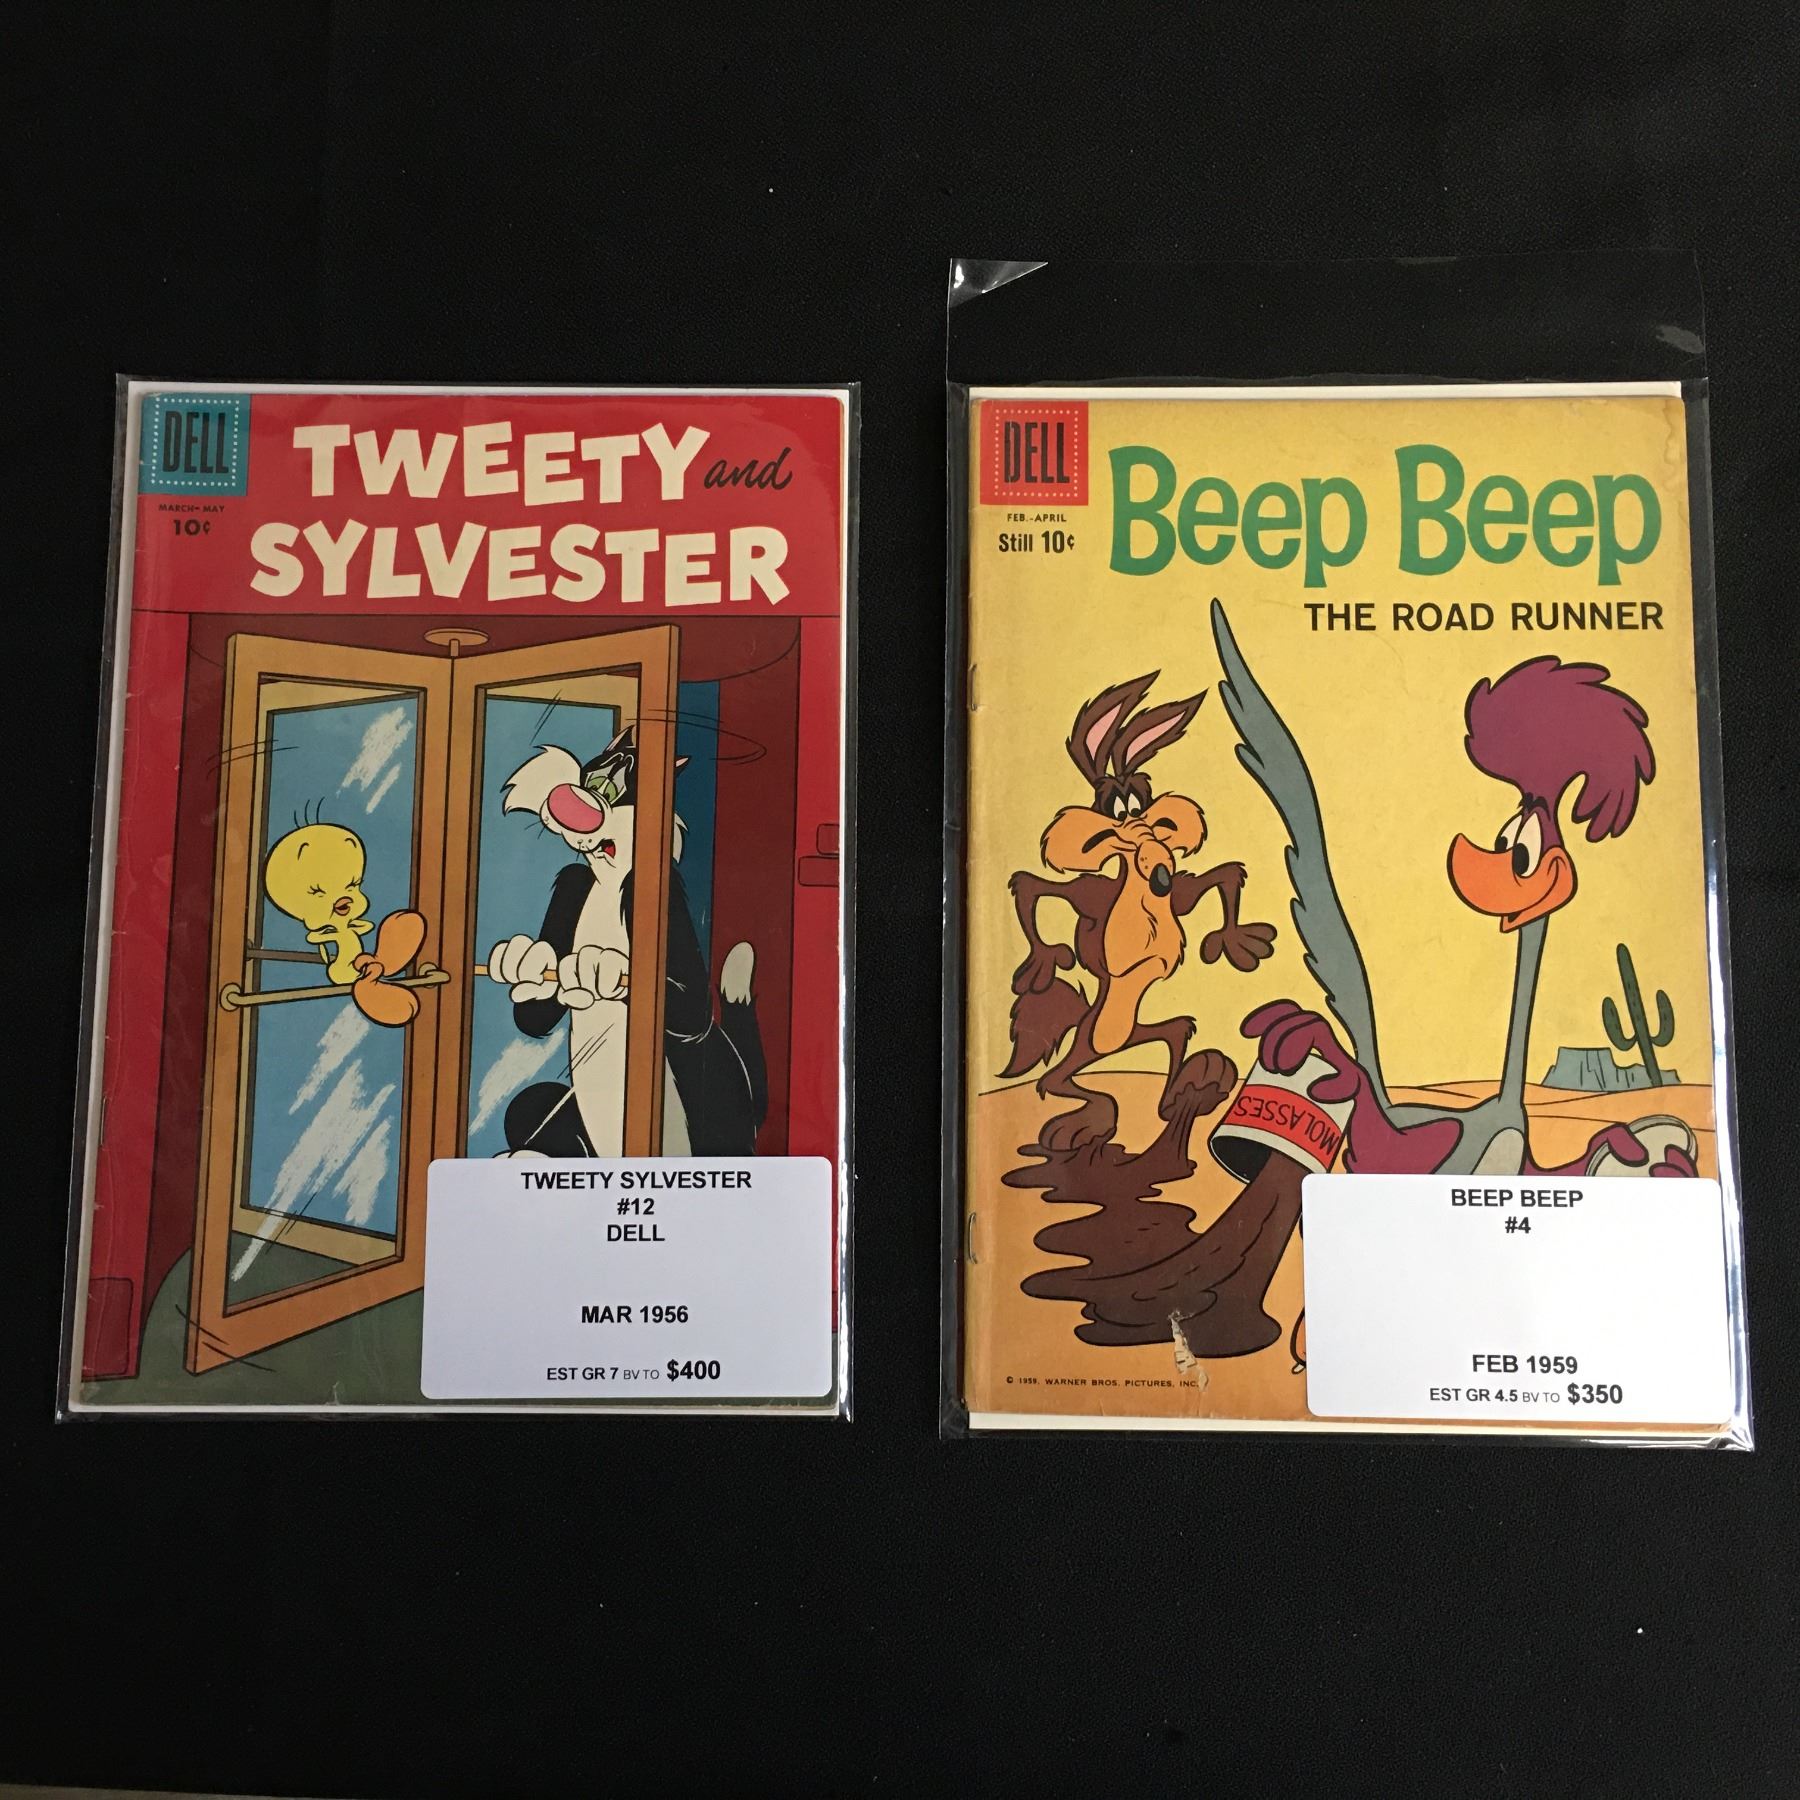 DELL
MARCH-MAY
10¢
TWEETY and
SYLVESTER
TWEETY SYLVESTER
#12
DELL
MAR 1956
EST GR 7 BV TO $400
DELL
FEB.-APRIL
Still 10¢
Beep Beep
THE ROAD RUNNER
MOLASSES
© 1959, WARNER BROS. PICTURES, INC.
BEEP BEEP
#4
FEB 1959
EST GR 4.5 BV TO $350